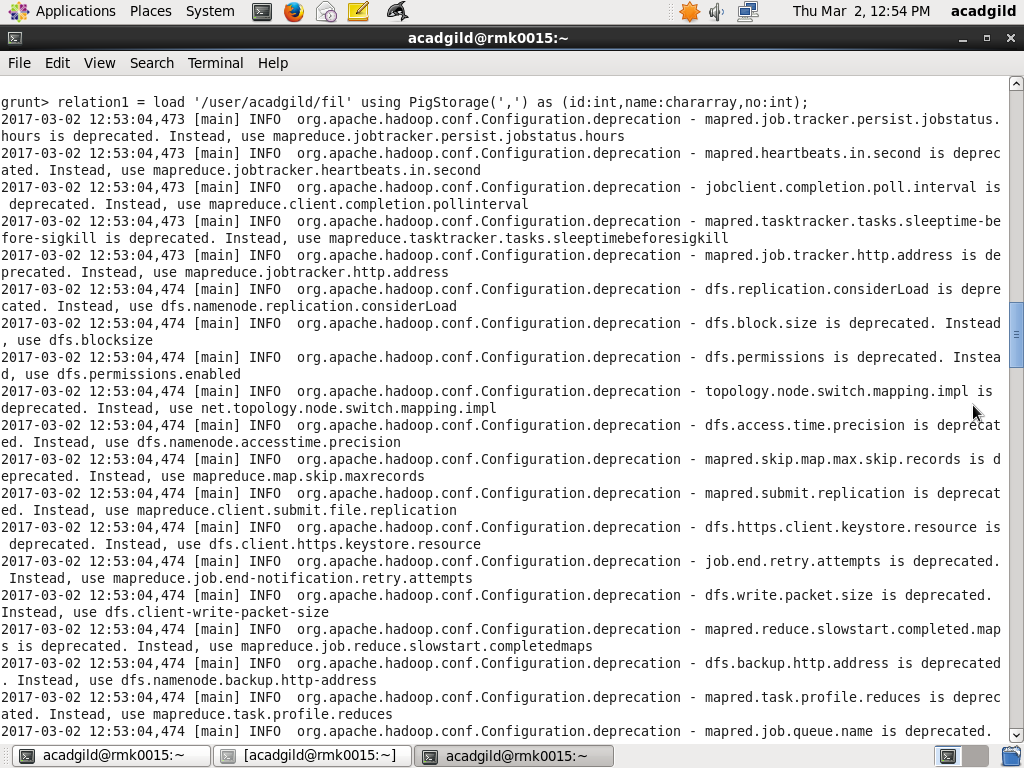 Applications Places System Thu Mar 2, 12:54 PM acadgild
acadgild@rmk0015:~
File Edit View Search Terminal Help
grunt> relation1 = load '/user/acadgild/fil' using PigStorage(',') as (id:int,name:chararray,no:int);
2017-03-02 12:53:04,473 [main] INFO  org.apache.hadoop.conf.Configuration.deprecation - mapred.job.tracker.persist.jobstatus.
hours is deprecated. Instead, use mapreduce.jobtracker.persist.jobstatus.hours
2017-03-02 12:53:04,473 [main] INFO  org.apache.hadoop.conf.Configuration.deprecation - mapred.heartbeats.in.second is deprec
ated. Instead, use mapreduce.jobtracker.heartbeats.in.second
2017-03-02 12:53:04,473 [main] INFO  org.apache.hadoop.conf.Configuration.deprecation - jobclient.completion.poll.interval is
 deprecated. Instead, use mapreduce.client.completion.pollinterval
2017-03-02 12:53:04,473 [main] INFO  org.apache.hadoop.conf.Configuration.deprecation - mapred.tasktracker.tasks.sleeptime-be
fore-sigkill is deprecated. Instead, use mapreduce.tasktracker.tasks.sleeptimebeforesigkill
2017-03-02 12:53:04,473 [main] INFO  org.apache.hadoop.conf.Configuration.deprecation - mapred.job.tracker.http.address is de
precated. Instead, use mapreduce.jobtracker.http.address
2017-03-02 12:53:04,474 [main] INFO  org.apache.hadoop.conf.Configuration.deprecation - dfs.replication.considerLoad is depre
cated. Instead, use dfs.namenode.replication.considerLoad
2017-03-02 12:53:04,474 [main] INFO  org.apache.hadoop.conf.Configuration.deprecation - dfs.block.size is deprecated. Instead
, use dfs.blocksize
2017-03-02 12:53:04,474 [main] INFO  org.apache.hadoop.conf.Configuration.deprecation - dfs.permissions is deprecated. Instea
d, use dfs.permissions.enabled
2017-03-02 12:53:04,474 [main] INFO  org.apache.hadoop.conf.Configuration.deprecation - topology.node.switch.mapping.impl is
deprecated. Instead, use net.topology.node.switch.mapping.impl
2017-03-02 12:53:04,474 [main] INFO  org.apache.hadoop.conf.Configuration.deprecation - dfs.access.time.precision is deprecat
ed. Instead, use dfs.namenode.accesstime.precision
2017-03-02 12:53:04,474 [main] INFO  org.apache.hadoop.conf.Configuration.deprecation - mapred.skip.map.max.skip.records is d
eprecated. Instead, use mapreduce.map.skip.maxrecords
2017-03-02 12:53:04,474 [main] INFO  org.apache.hadoop.conf.Configuration.deprecation - mapred.submit.replication is deprecat
ed. Instead, use mapreduce.client.submit.file.replication
2017-03-02 12:53:04,474 [main] INFO  org.apache.hadoop.conf.Configuration.deprecation - dfs.https.client.keystore.resource is
 deprecated. Instead, use dfs.client.https.keystore.resource
2017-03-02 12:53:04,474 [main] INFO  org.apache.hadoop.conf.Configuration.deprecation - job.end.retry.attempts is deprecated.
 Instead, use mapreduce.job.end-notification.retry.attempts
2017-03-02 12:53:04,474 [main] INFO  org.apache.hadoop.conf.Configuration.deprecation - dfs.write.packet.size is deprecated.
Instead, use dfs.client-write-packet-size
2017-03-02 12:53:04,474 [main] INFO  org.apache.hadoop.conf.Configuration.deprecation - mapred.reduce.slowstart.completed.map
s is deprecated. Instead, use mapreduce.job.reduce.slowstart.completedmaps
2017-03-02 12:53:04,474 [main] INFO  org.apache.hadoop.conf.Configuration.deprecation - dfs.backup.http.address is deprecated
. Instead, use dfs.namenode.backup.http-address
2017-03-02 12:53:04,474 [main] INFO  org.apache.hadoop.conf.Configuration.deprecation - mapred.task.profile.reduces is deprec
ated. Instead, use mapreduce.task.profile.reduces
2017-03-02 12:53:04,474 [main] INFO  org.apache.hadoop.conf.Configuration.deprecation - mapred.job.queue.name is deprecated.
acadgild@rmk0015:~ [acadgild@rmk0015:~] acadgild@rmk0015:~